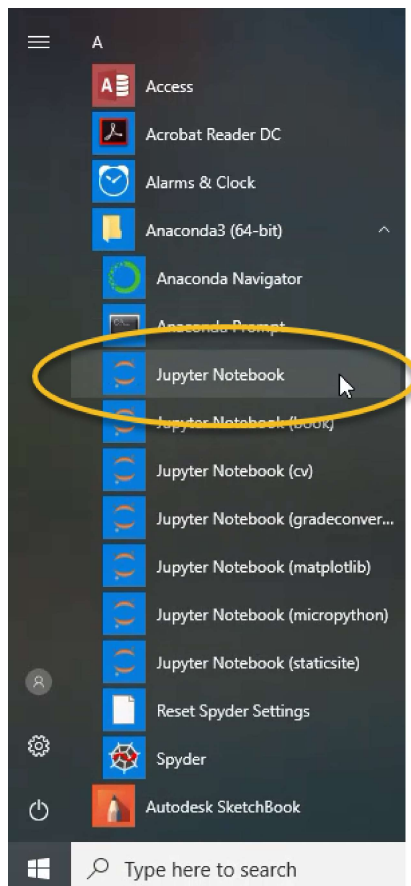 A
Access
Acrobat Reader DC
Alarms & Clock
Anaconda3 (64-bit)
Anaconda Navigator
Anaconda Prompt
Jupyter Notebook
Jupyter Notebook (book)
Jupyter Notebook (cv)
Jupyter Notebook (gradeconver...
Jupyter Notebook (matplotlib)
Jupyter Notebook (micropython)
Jupyter Notebook (staticsite)
Reset Spyder Settings
Spyder
Autodesk SketchBook
Type here to search